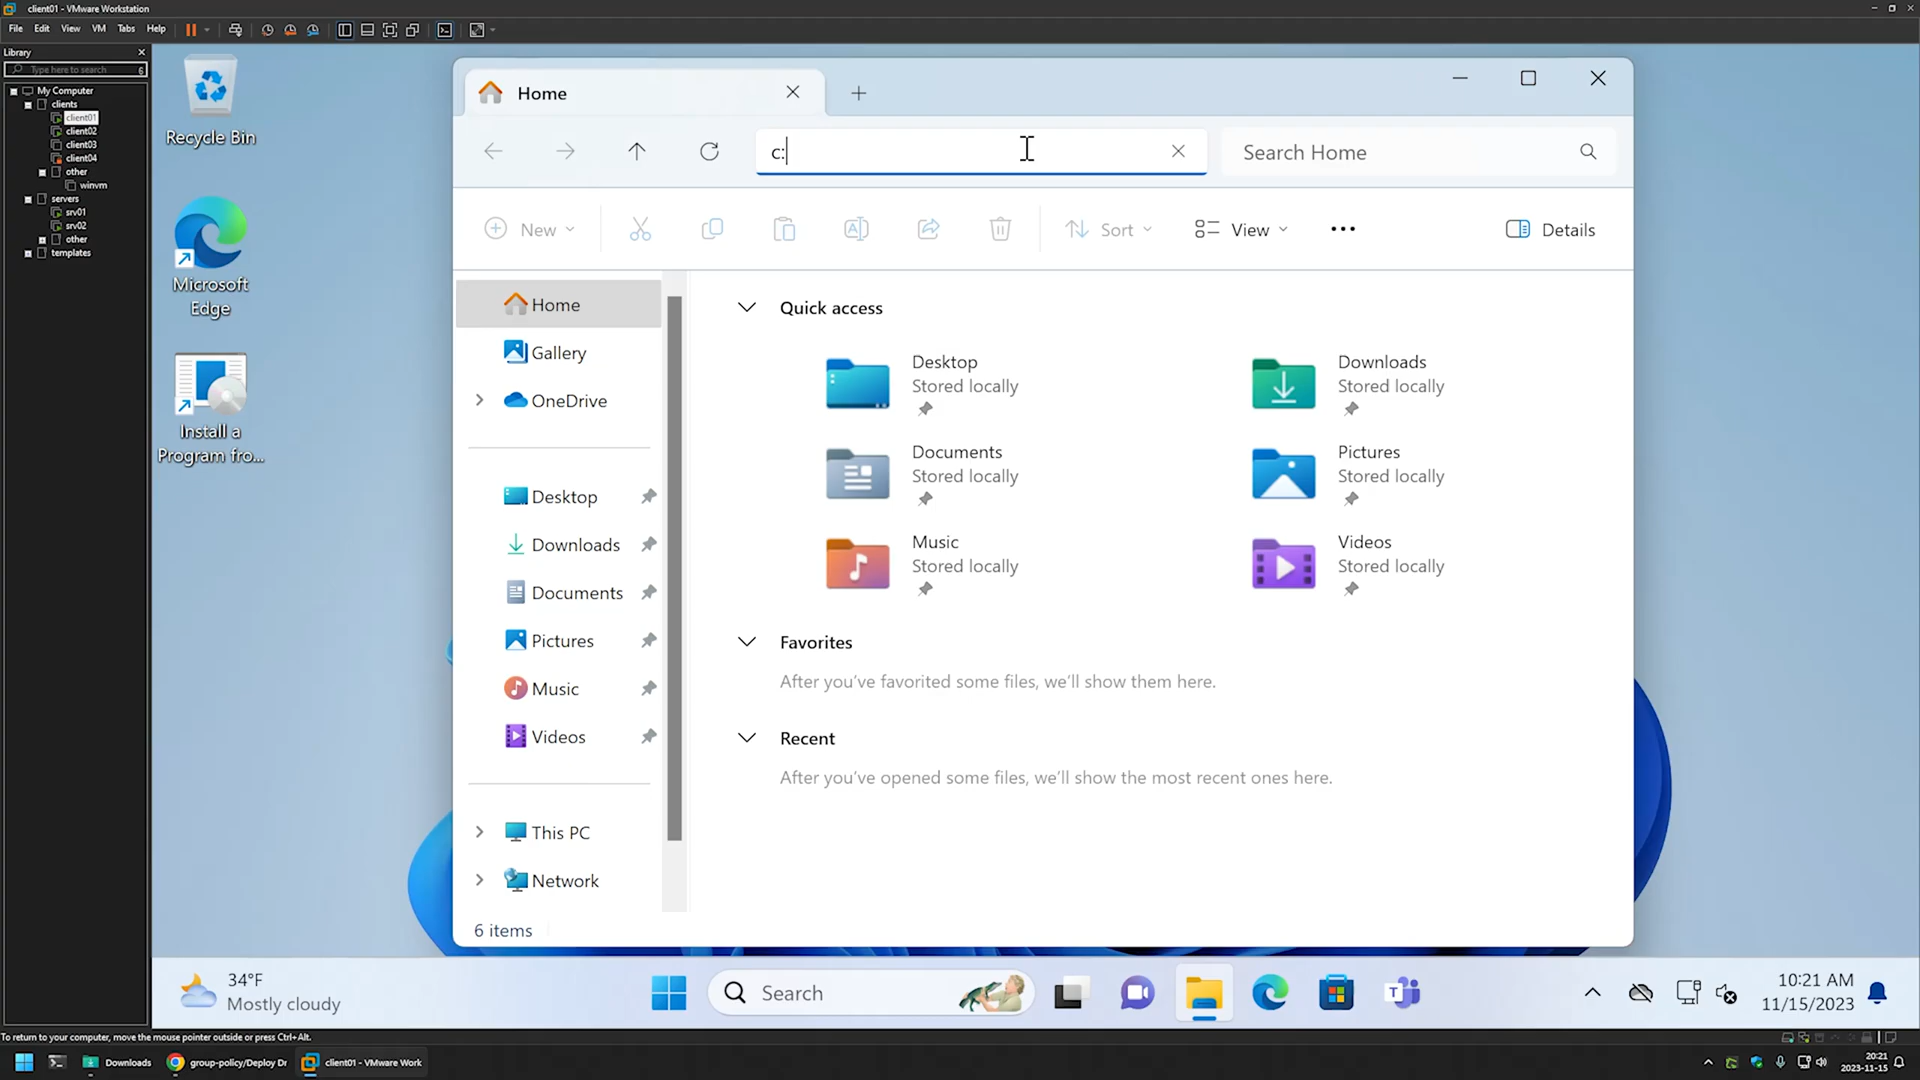 client01 - VMware Workstation
File Edit View VM Tabs Help
Library
Type here to search
My Computer
clients
client01
client02
client03
client04
other
winvm
servers
srv01
srv02
other
templates
Recycle Bin
Microsoft
Edge
Install a
Program fro...
Home
c:
Search Home
New
Sort
View
Details
Home
Gallery
OneDrive
Desktop
Downloads
Documents
Pictures
Music
Videos
This PC
Network
Quick access
Desktop
Stored locally
Downloads
Stored locally
Documents
Stored locally
Pictures
Stored locally
Music
Stored locally
Videos
Stored locally
Favorites
After you've favorited some files, we'll show them here.
Recent
After you've opened some files, we'll show the most recent ones here.
6 items
34°F
Mostly cloudy
Search
10:21 AM
11/15/2023
To return to your computer, move the mouse pointer outside or press Ctrl+Alt.
Downloads
group-policy/Deploy Dr
client01 - VMware Work
20:21
2023-11-15